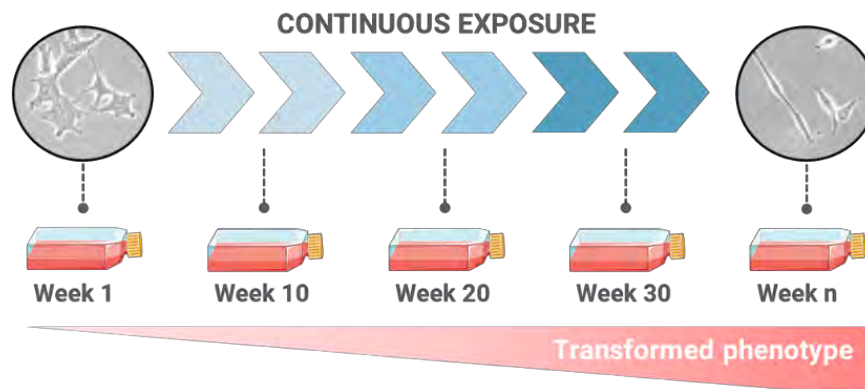 CONTINUOUS EXPOSURE
Week 1
Week 10
Week 20
Week 30
Week n
Transformed phenotype